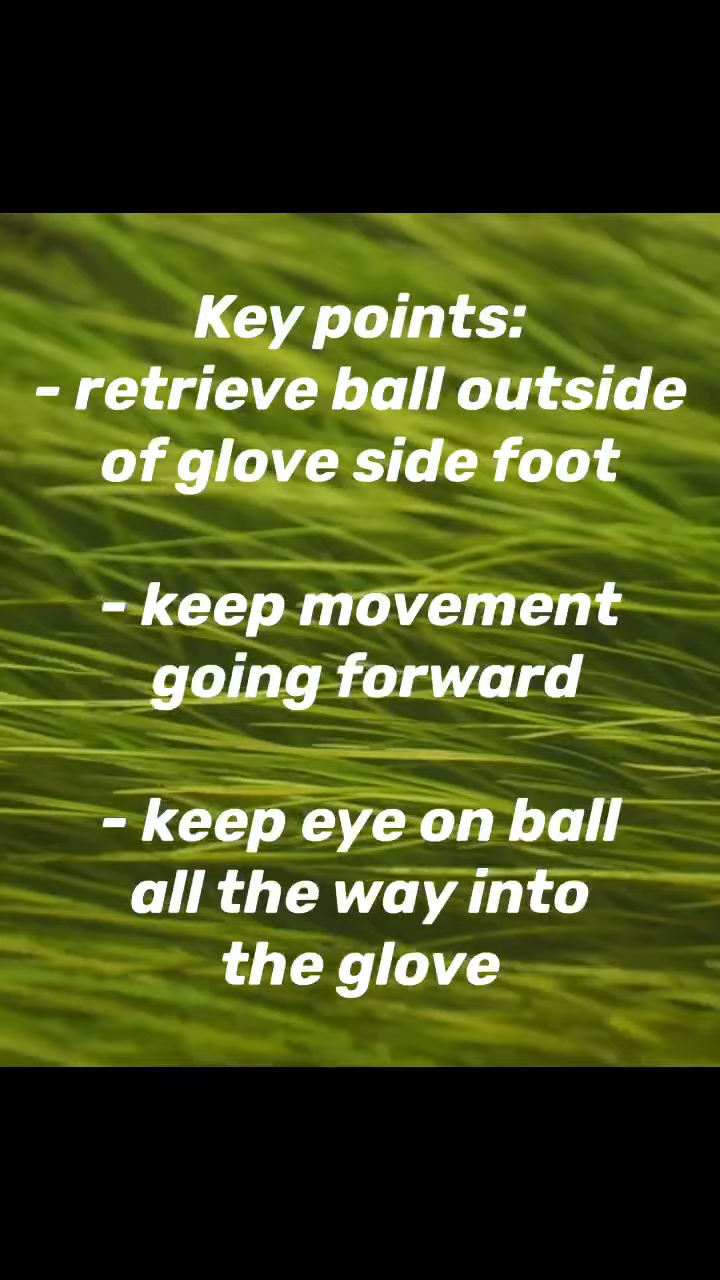 Key points:
- retrieve ball outside
of glove side foot
- keep movement
going forward
- keep eye on ball
all the way into
the glove